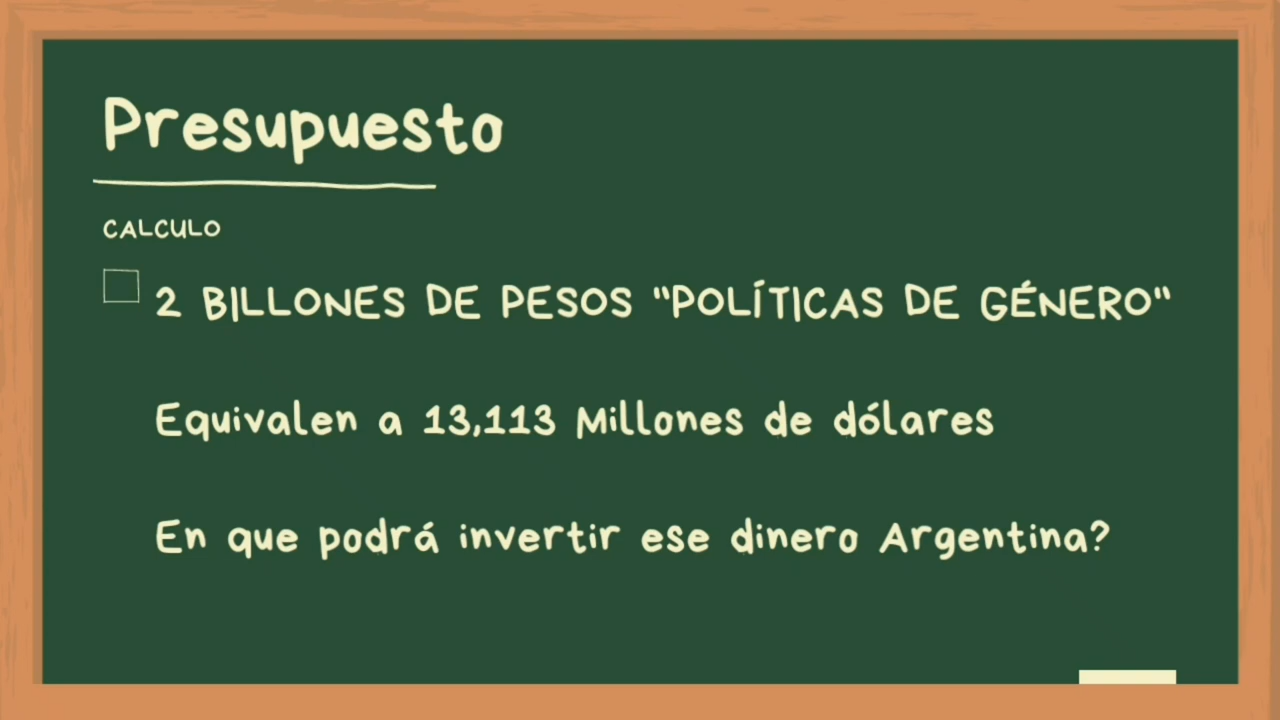 Presupuesto
CALCULO
2 BILLONES DE PESOS "POLÍTICAS DE GÉNERO"
Equivalen a 13,113 Millones de dólares
En que podrá invertir ese dinero Argentina?